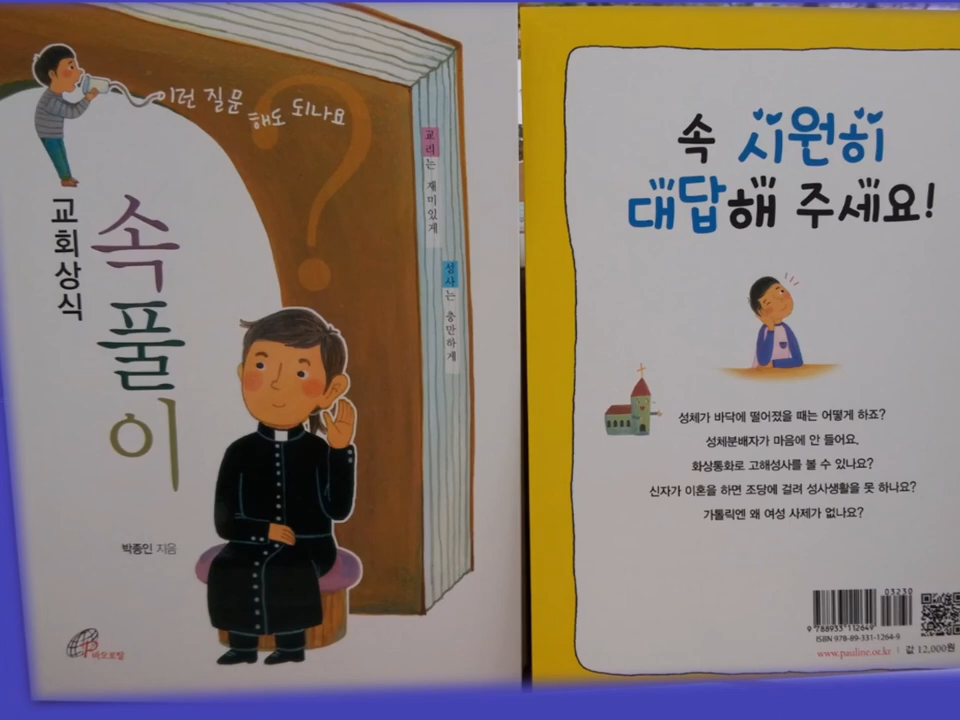 이런 질문
해도 되나요
교회상식
속풀이
교리는 재미있게
성사는 충만하게
박종인 지음
바오로딸
속 시원히
대답해 주세요!
성체가 바닥에 떨어졌을 때는 어떻게 하죠?
성체분배자가 마음에 안 들어요.
화상통화로 고해성사를 볼 수 있나요?
신자가 이혼을 하면 조당에 걸려 성사생활을 못 하나요?
가톨릭엔 왜 여성 사제가 없나요?
03230
9 788933 112649
ISBN 978-89-331-1264-9
www.pauline.or.kr | 값 12,000원